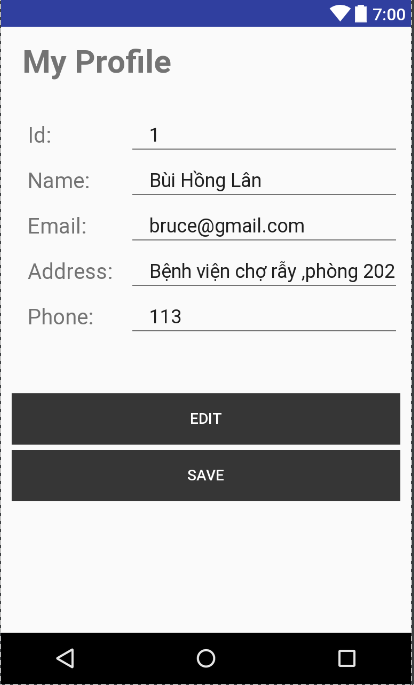 7:00
My Profile
Id: 1
Name: Bùi Hồng Lân
Email: bruce@gmail.com
Address: Bệnh viện chợ rẫy ,phòng 202
Phone: 113
EDIT
SAVE